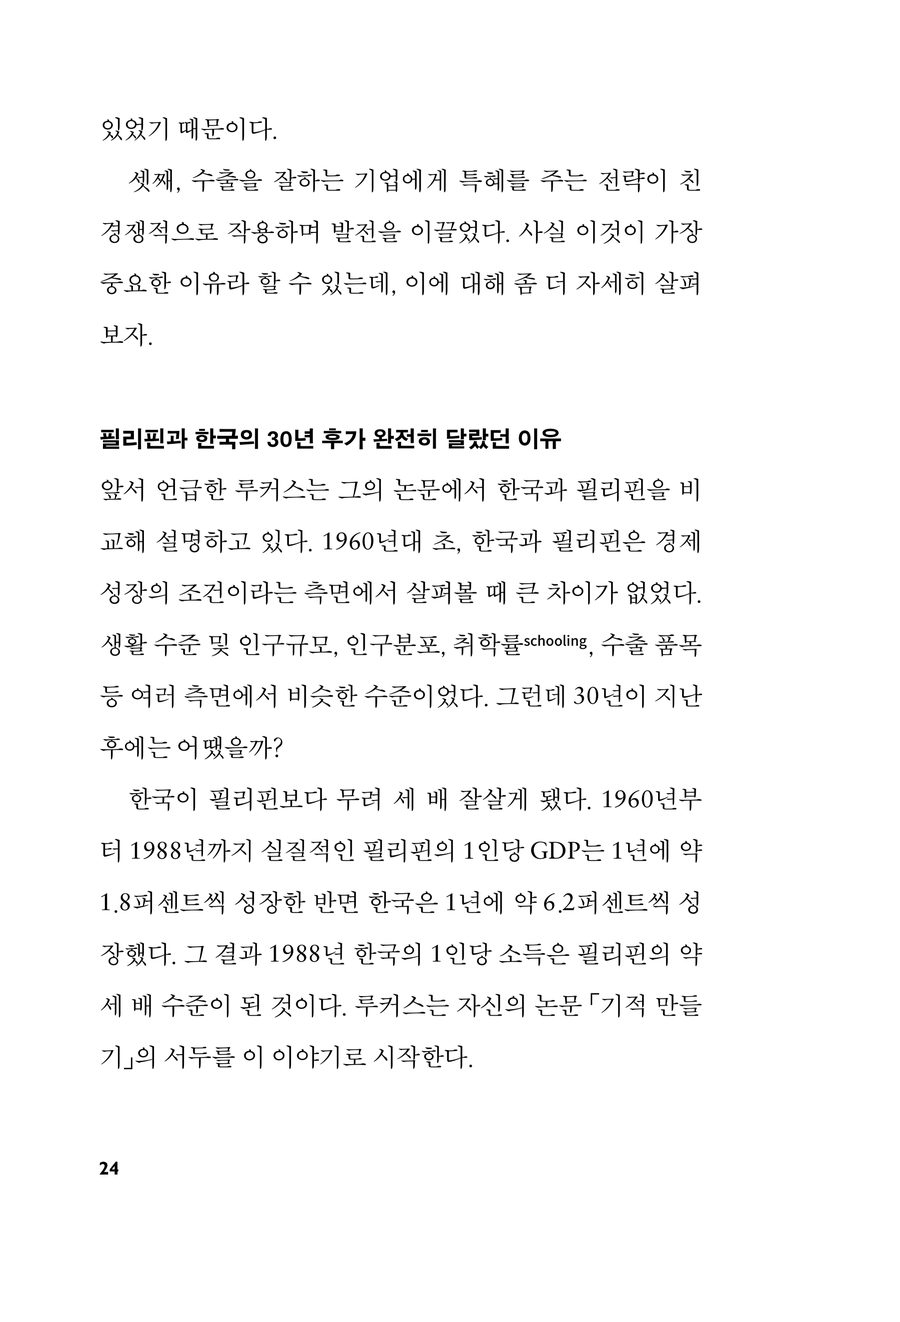 있었기 때문이다.
셋째, 수출을 잘하는 기업에게 특혜를 주는 전략이 친
경쟁적으로 작용하며 발전을 이끌었다. 사실 이것이 가장
중요한 이유라 할 수 있는데, 이에 대해 좀 더 자세히 살펴
보자.
필리핀과 한국의 30년 후가 완전히 달랐던 이유
앞서 언급한 루커스는 그의 논문에서 한국과 필리핀을 비
교해 설명하고 있다. 1960년대 초, 한국과 필리핀은 경제
성장의 조건이라는 측면에서 살펴볼 때 큰 차이가 없었다.
생활 수준 및 인구규모, 인구분포, 취학률schooling, 수출 품목
등 여러 측면에서 비슷한 수준이었다. 그런데 30년이 지난
후에는 어땠을까?
한국이 필리핀보다 무려 세 배 잘살게 됐다. 1960년부
터 1988년까지 실질적인 필리핀의 1인당 GDP는 1년에 약
1.8퍼센트씩 성장한 반면 한국은 1년에 약 6.2퍼센트씩 성
장했다. 그 결과 1988년 한국의 1인당 소득은 필리핀의 약
세 배 수준이 된 것이다. 루커스는 자신의 논문 「기적 만들
기」의 서두를 이 이야기로 시작한다.
24